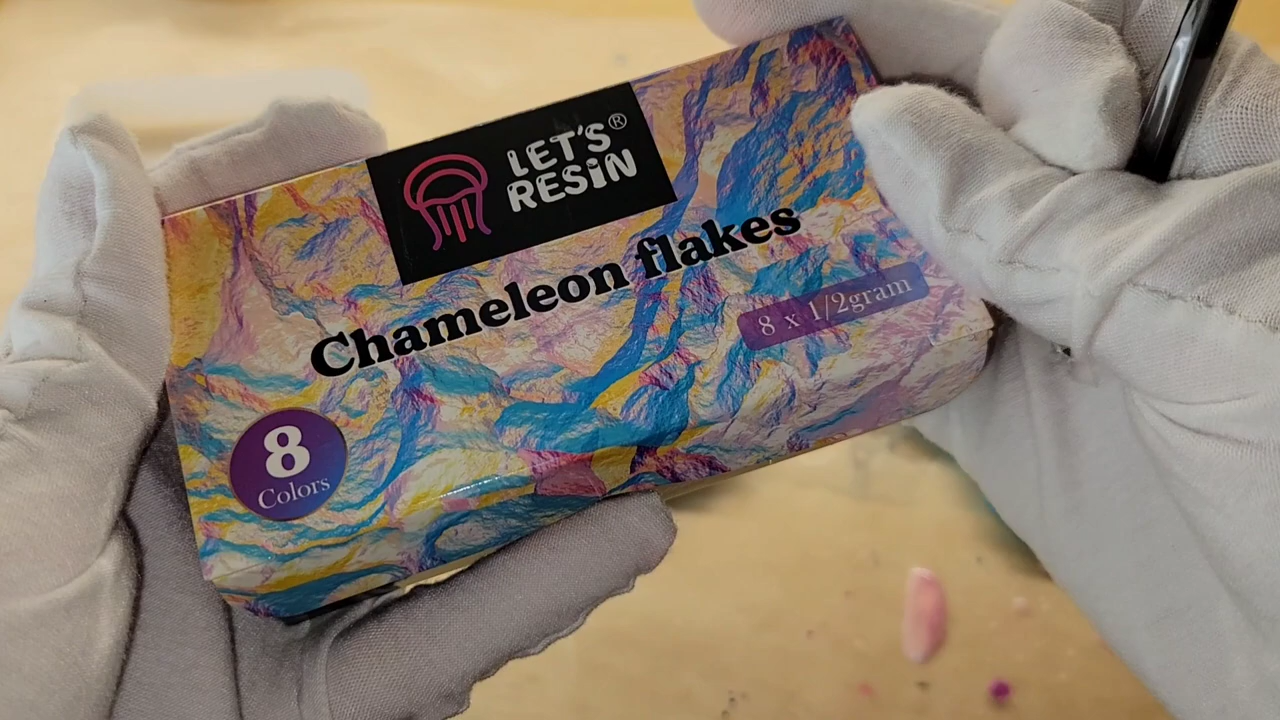 LET'S®
RESIN
Chameleon flakes
8 x 1/2gram
8
Colors